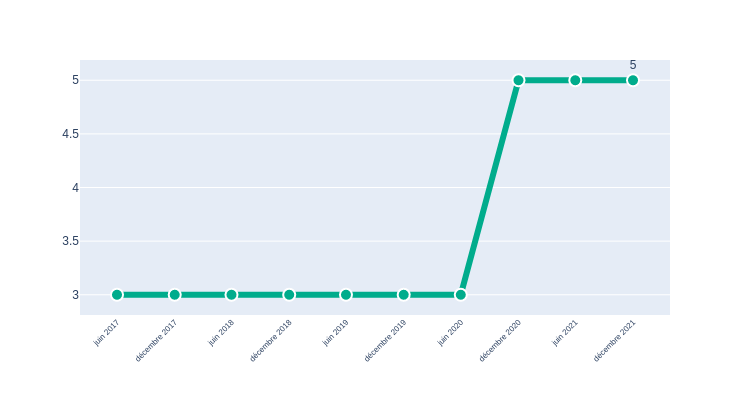 5
5
4.5
4
3.5
3
juin 2017
décembre 2017
juin 2018
décembre 2018
juin 2019
décembre 2019
juin 2020
décembre 2020
juin 2021
décembre 2021